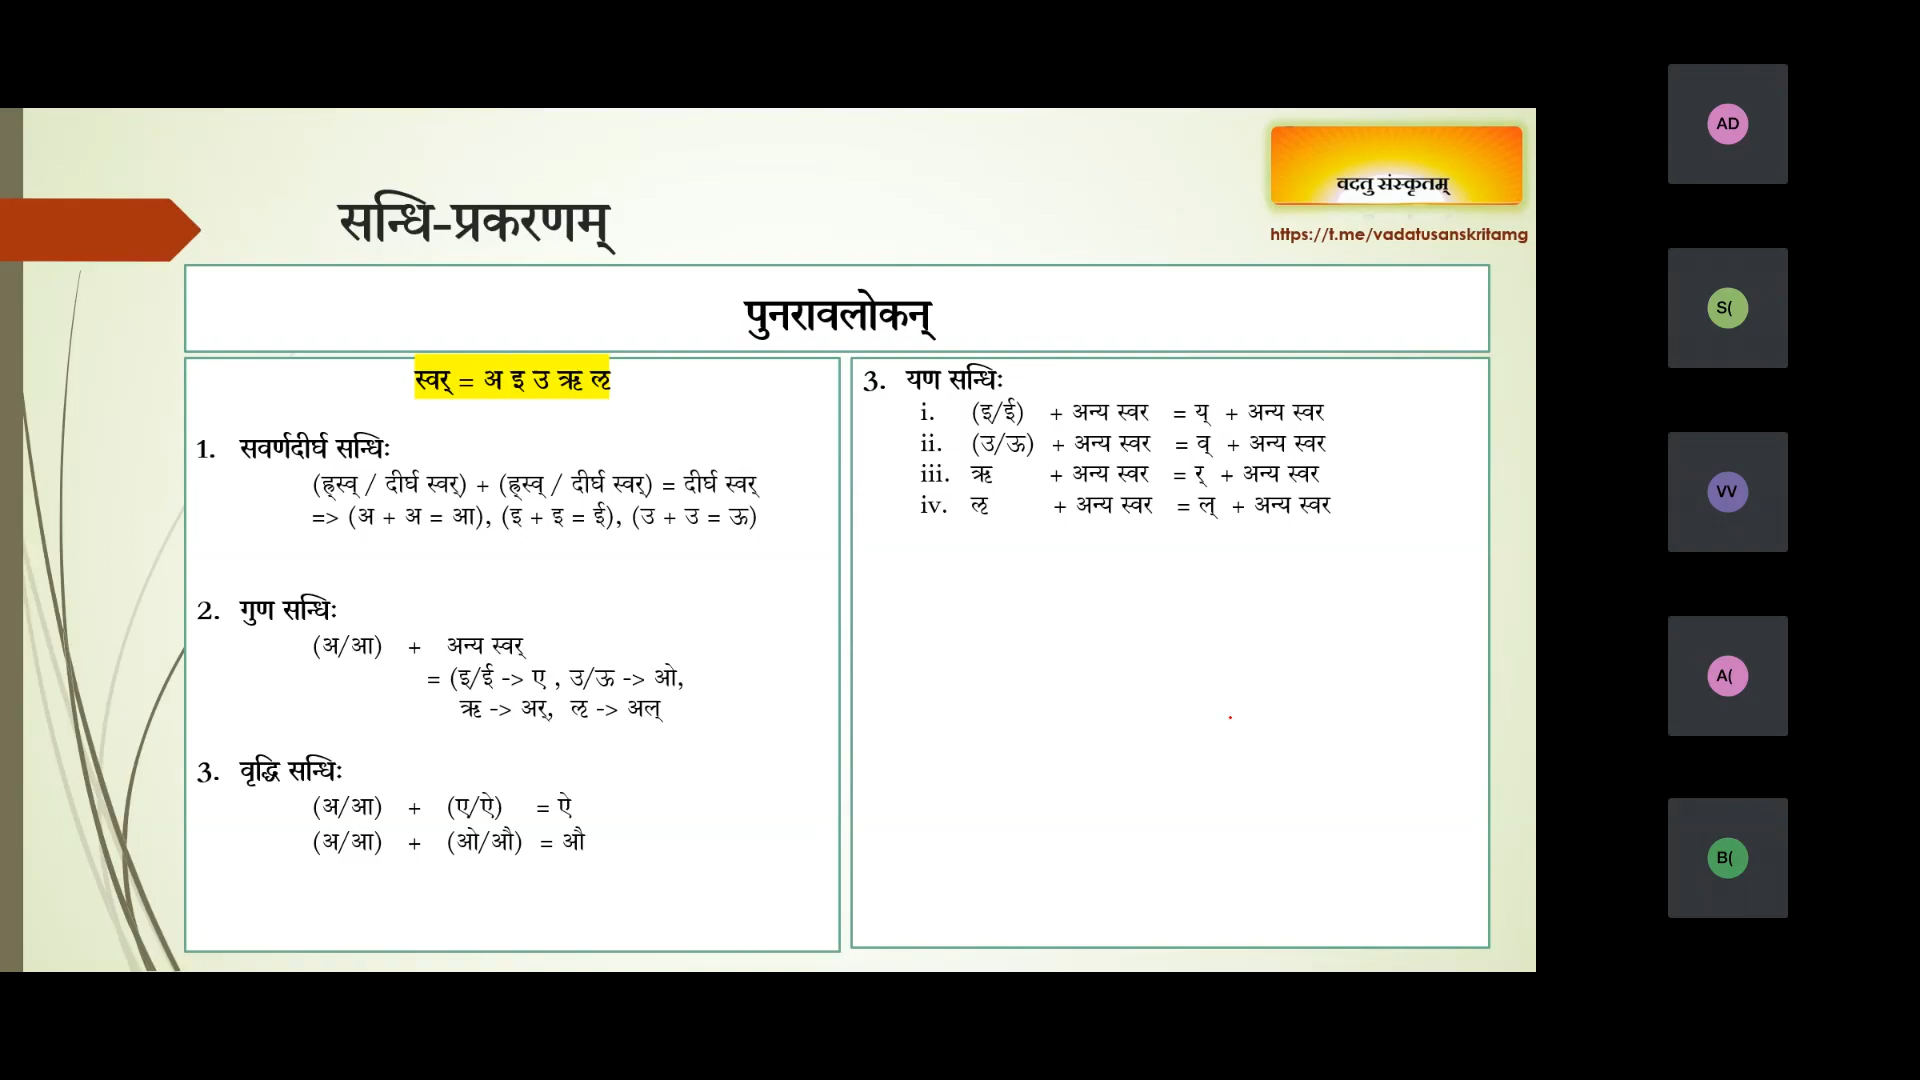 वदतु संस्कृतम्
https://t.me/vadatusanskritamg
सन्धि-प्रकरणम्
पुनरावलोकन्
स्वर् = अ इ उ ऋ ऌ
1. सवर्णदीर्घ सन्धिः
(ह्र्स्व् / दीर्घ स्वर्) + (ह्र्स्व् / दीर्घ स्वर्) = दीर्घ स्वर्
=> (अ + अ = आ), (इ + इ = ई), (उ + उ = ऊ)
2. गुण सन्धिः
(अ/आ) + अन्य स्वर्
= (इ/ई -> ए , उ/ऊ -> ओ,
ऋ -> अर्, ऌ -> अल्
3. वृद्धि सन्धिः
(अ/आ) + (ए/ऐ) = ऐ
(अ/आ) + (ओ/औ) = औ
3. यण सन्धिः
i. (इ/ई) + अन्य स्वर = य् + अन्य स्वर
ii. (उ/ऊ) + अन्य स्वर = व् + अन्य स्वर
iii. ऋ + अन्य स्वर = र् + अन्य स्वर
iv. ऌ + अन्य स्वर = ल् + अन्य स्वर
AD
S(
VV
A(
B(